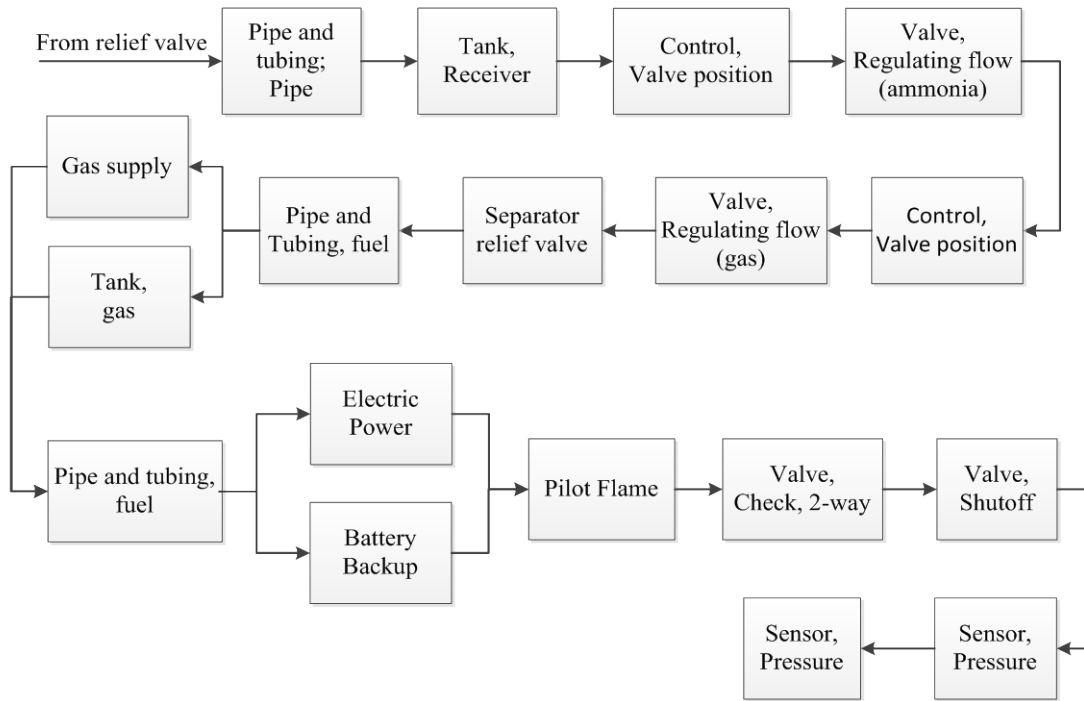 From relief valve
Pipe and
tubing;
Pipe
Tank,
Receiver
Control,
Valve position
Valve,
Regulating flow
(ammonia)
Control,
Valve position
Valve,
Regulating flow
(gas)
Separator
relief valve
Pipe and
Tubing, fuel
Gas supply
Tank,
gas
Pipe and tubing,
fuel
Electric
Power
Battery
Backup
Pilot Flame
Valve,
Check, 2-way
Valve,
Shutoff
Sensor,
Pressure
Sensor,
Pressure